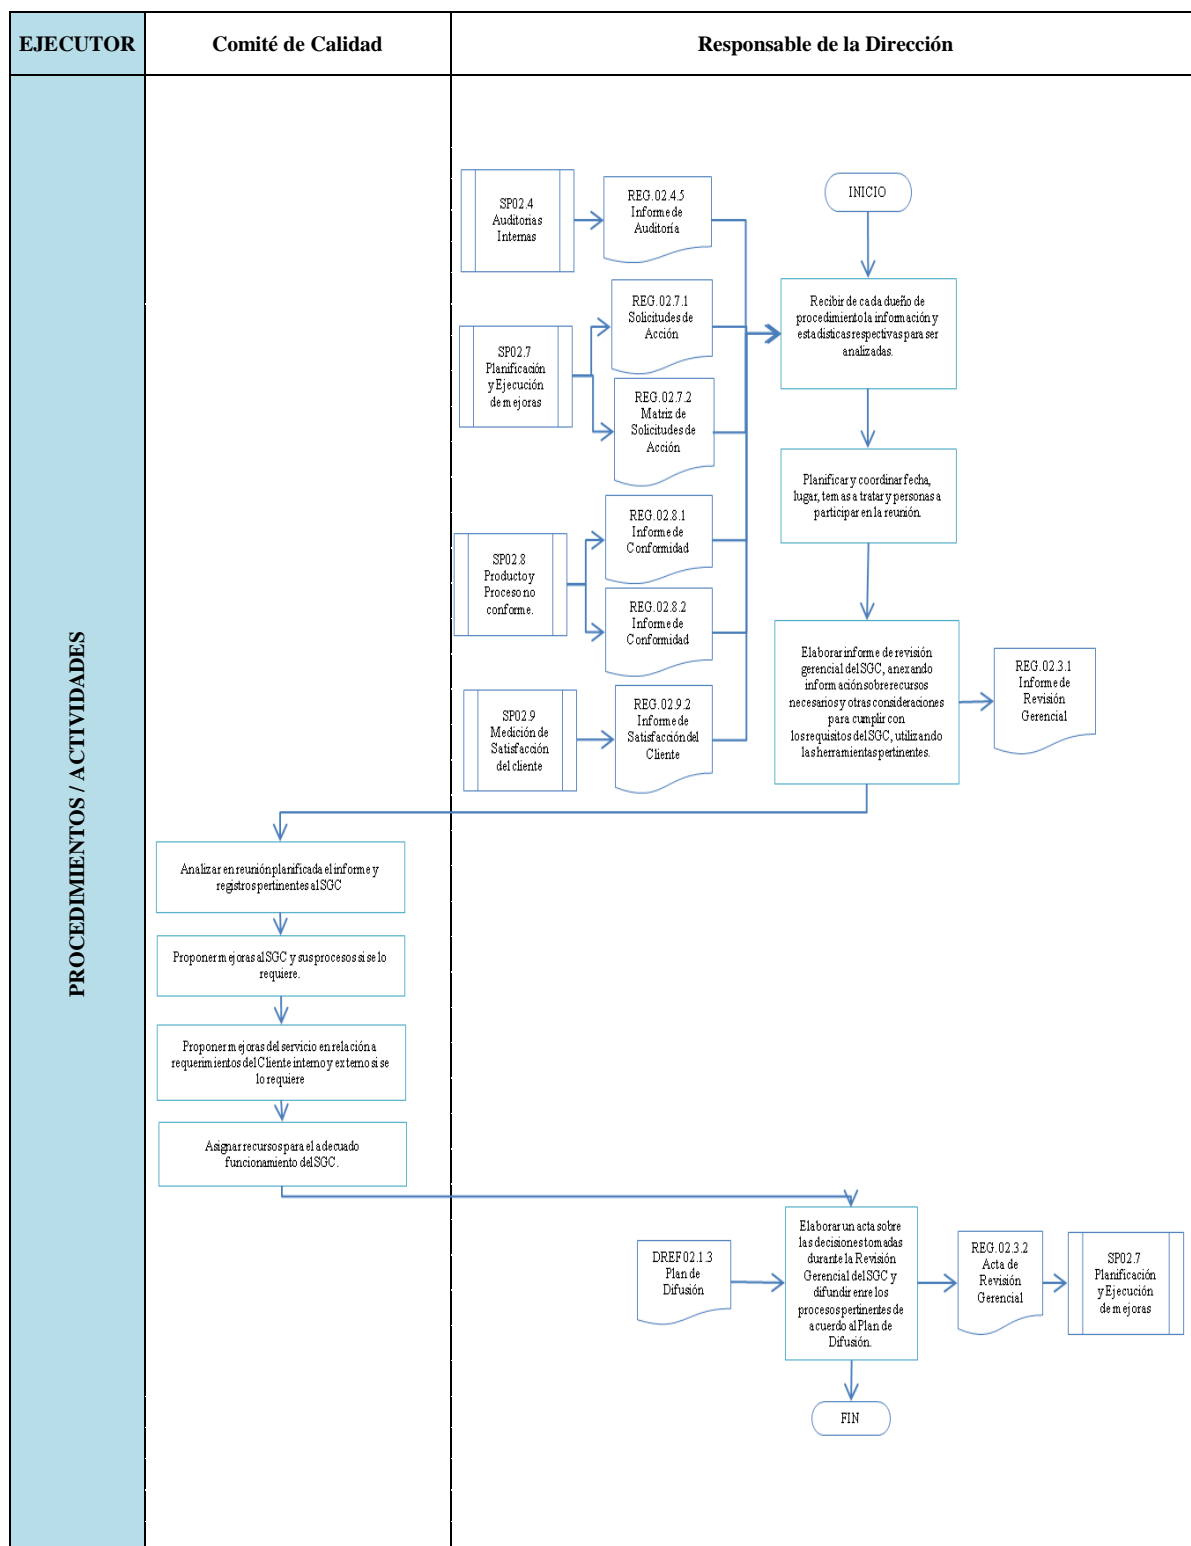 EJECUTOR
Comité de Calidad
Responsable de la Dirección
PROCEDIMIENTOS / ACTIVIDADES
SP02.4
Auditorias
Internas
REG.02.4.5
Informe de
Auditoría
INICIO
Recibir de cada dueño de
procedimiento la información y
estadísticas respectivas para ser
analizadas.
SP02.7
Planificación
y Ejecución
de mejoras
REG.02.7.1
Solicitudes de
Acción
REG.02.7.2
Matriz de
Solicitudes de
Acción
Planificar y coordinar fecha,
lugar, temas a tratar y personas a
participar en la reunión.
SP02.8
Producto y
Proceso no
conforme.
REG.02.8.1
Informe de
Conformidad
REG.02.8.2
Informe de
Conformidad
Elaborar informe de revisión
gerencial del SGC, anexando
información sobre recursos
necesarios y otras consideraciones
para cumplir con
los requisitos del SGC, utilizando
las herramientas pertinentes.
REG.02.3.1
Informe de
Revisión
Gerencial
SP02.9
Medición de
Satisfacción
del cliente
REG.02.9.2
Informe de
Satisfacción del
Cliente
Analizar en reunión planificada el informe y
registros pertinentes al SGC
Proponer mejoras al SGC y sus procesos si se lo
requiere.
Proponer mejoras del servicio en relación a
requerimientos del Cliente interno y externo si se
lo requiere
Asignar recursos para el adecuado
funcionamiento del SGC.
DREF02.1.3
Plan de
Difusión
Elaborar un acta sobre
las decisiones tomadas
durante la Revisión
Gerencial del SGC y
difundir enre los
procesos pertinentes de
acuerdo al Plan de
Difusión.
REG.02.3.2
Acta de
Revisión
Gerencial
SP02.7
Planificación
y Ejecución
de mejoras
FIN